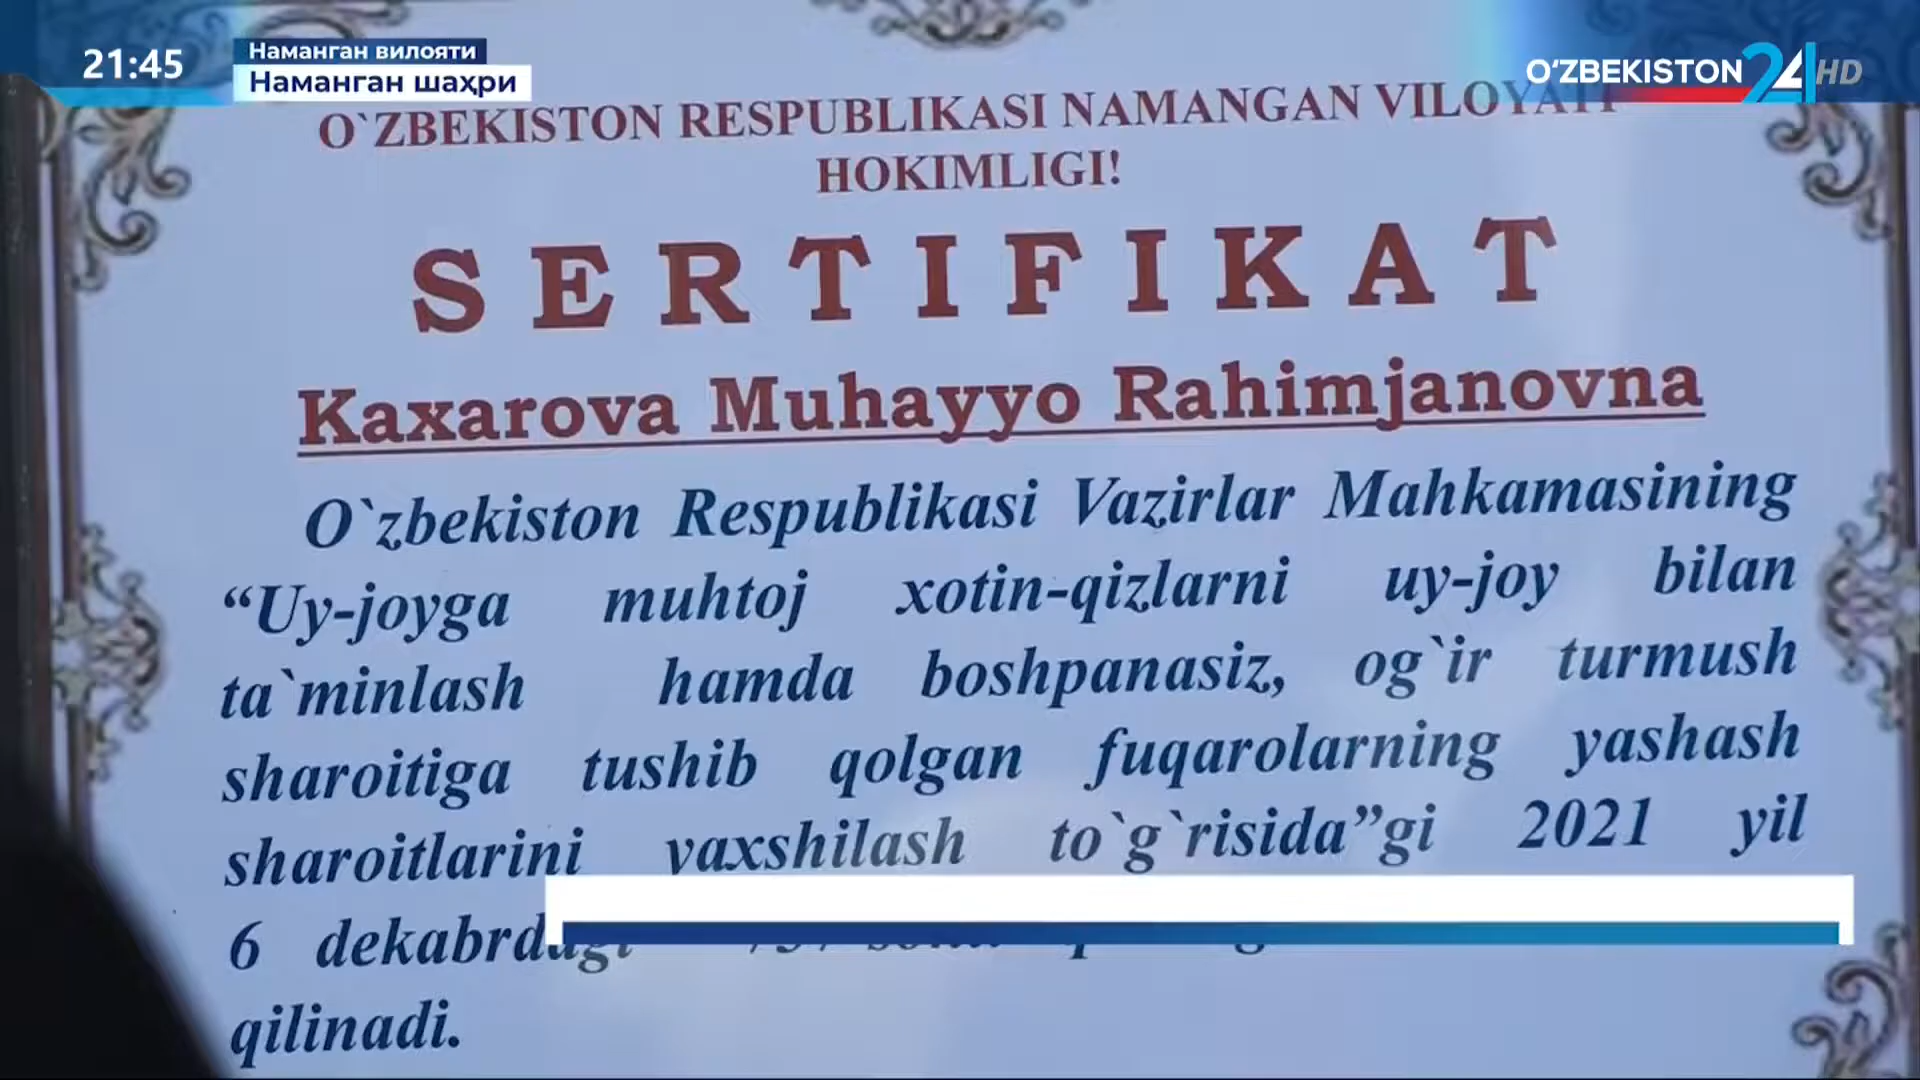 21:45
Наманган вилояти
Наманган шаҳри
O‘ZBEKISTON 24 HD
O`ZBEKISTON RESPUBLIKASI NAMANGAN VILOYATI
HOKIMLIGI!
SERTIFIKAT
Kaxarova Muhayyo Rahimjanovna
O`zbekiston Respublikasi Vazirlar Mahkamasining
“Uy-joyga muhtoj xotin-qizlarni uy-joy bilan
ta`minlash hamda boshpanasiz, og`ir turmush
sharoitiga tushib qolgan fuqarolarning yashash
sharoitlarini yaxshilash to`g`risida”gi 2021 yil
6 dekabrdagi
qilinadi.